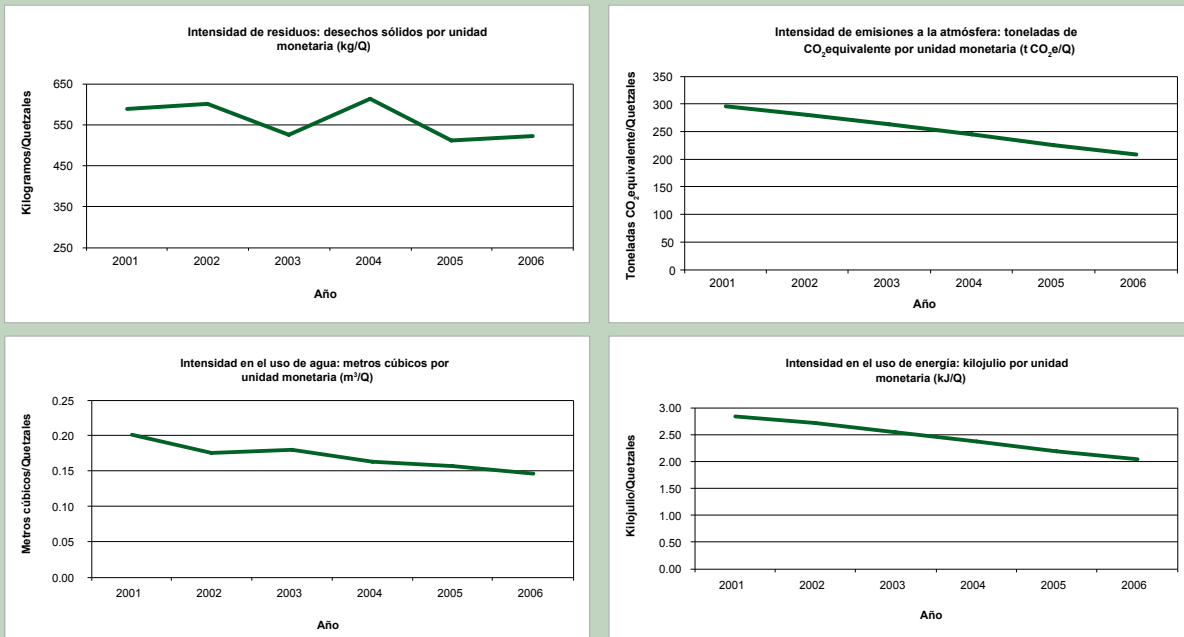 Intensidad de residuos: desechos sólidos por unidad
monetaria (kg/Q)
Kilogramos/Quetzales
650
550
450
350
250
2001 2002 2003 2004 2005 2006
Año
Intensidad de emisiones a la atmósfera: toneladas de
CO₂equivalente por unidad monetaria (t CO₂e/Q)
Toneladas CO₂equivalente/Quetzales
350
300
250
200
150
100
50
0
2001 2002 2003 2004 2005 2006
Año
Intensidad en el uso de agua: metros cúbicos por
unidad monetaria (m³/Q)
Metros cúbicos/Quetzales
0.25
0.20
0.15
0.10
0.05
0.00
2001 2002 2003 2004 2005 2006
Año
Intensidad en el uso de energía: kilojulio por unidad
monetaria (kJ/Q)
Kilojulio/Quetzales
3.00
2.50
2.00
1.50
1.00
0.50
0.00
2001 2002 2003 2004 2005 2006
Año